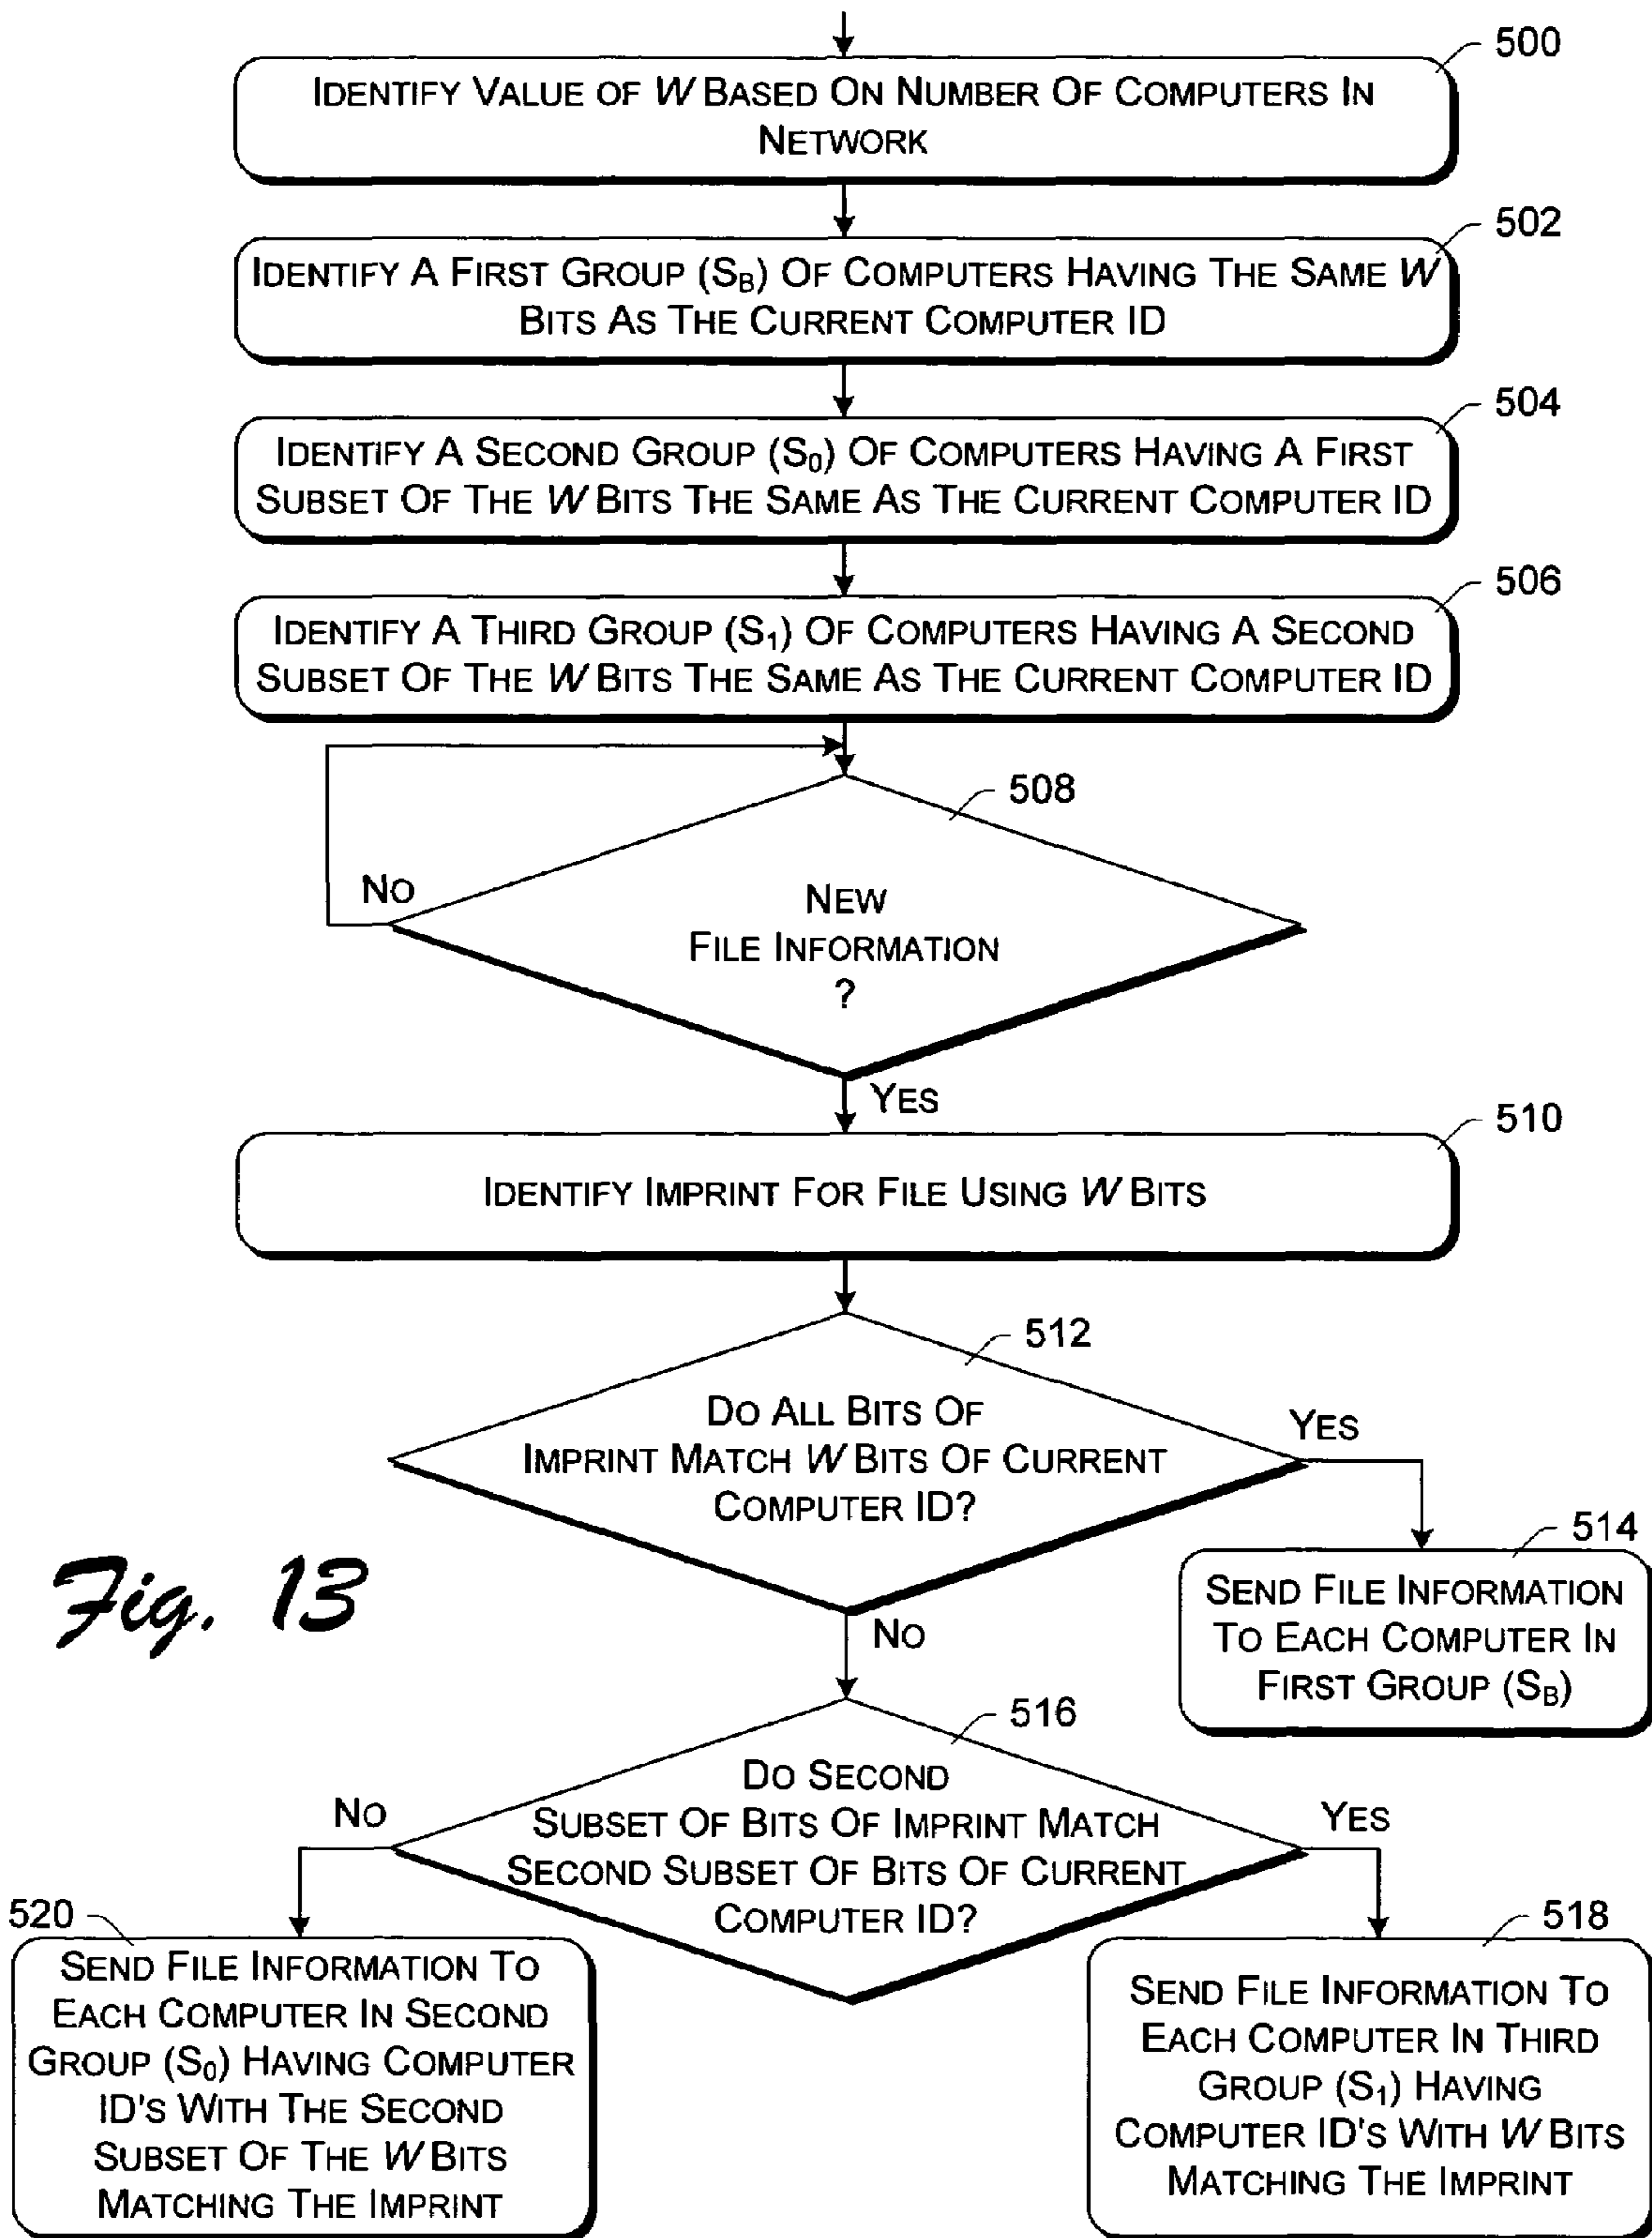 500
IDENTIFY VALUE OF W BASED ON NUMBER OF COMPUTERS IN
NETWORK
502
IDENTIFY A FIRST GROUP (SB) OF COMPUTERS HAVING THE SAME W
BITS AS THE CURRENT COMPUTER ID
504
IDENTIFY A SECOND GROUP (S0) OF COMPUTERS HAVING A FIRST
SUBSET OF THE W BITS THE SAME AS THE CURRENT COMPUTER ID
506
IDENTIFY A THIRD GROUP (S1) OF COMPUTERS HAVING A SECOND
SUBSET OF THE W BITS THE SAME AS THE CURRENT COMPUTER ID
508
NO
NEW
FILE INFORMATION
?
YES
510
IDENTIFY IMPRINT FOR FILE USING W BITS
512
DO ALL BITS OF
IMPRINT MATCH W BITS OF CURRENT
COMPUTER ID?
YES
514
SEND FILE INFORMATION
TO EACH COMPUTER IN
FIRST GROUP (SB)
Fig. 13
NO
516
DO SECOND
SUBSET OF BITS OF IMPRINT MATCH
SECOND SUBSET OF BITS OF CURRENT
COMPUTER ID?
NO
YES
520
SEND FILE INFORMATION TO
EACH COMPUTER IN SECOND
GROUP (S0) HAVING COMPUTER
ID'S WITH THE SECOND
SUBSET OF THE W BITS
MATCHING THE IMPRINT
518
SEND FILE INFORMATION TO
EACH COMPUTER IN THIRD
GROUP (S1) HAVING
COMPUTER ID'S WITH W BITS
MATCHING THE IMPRINT